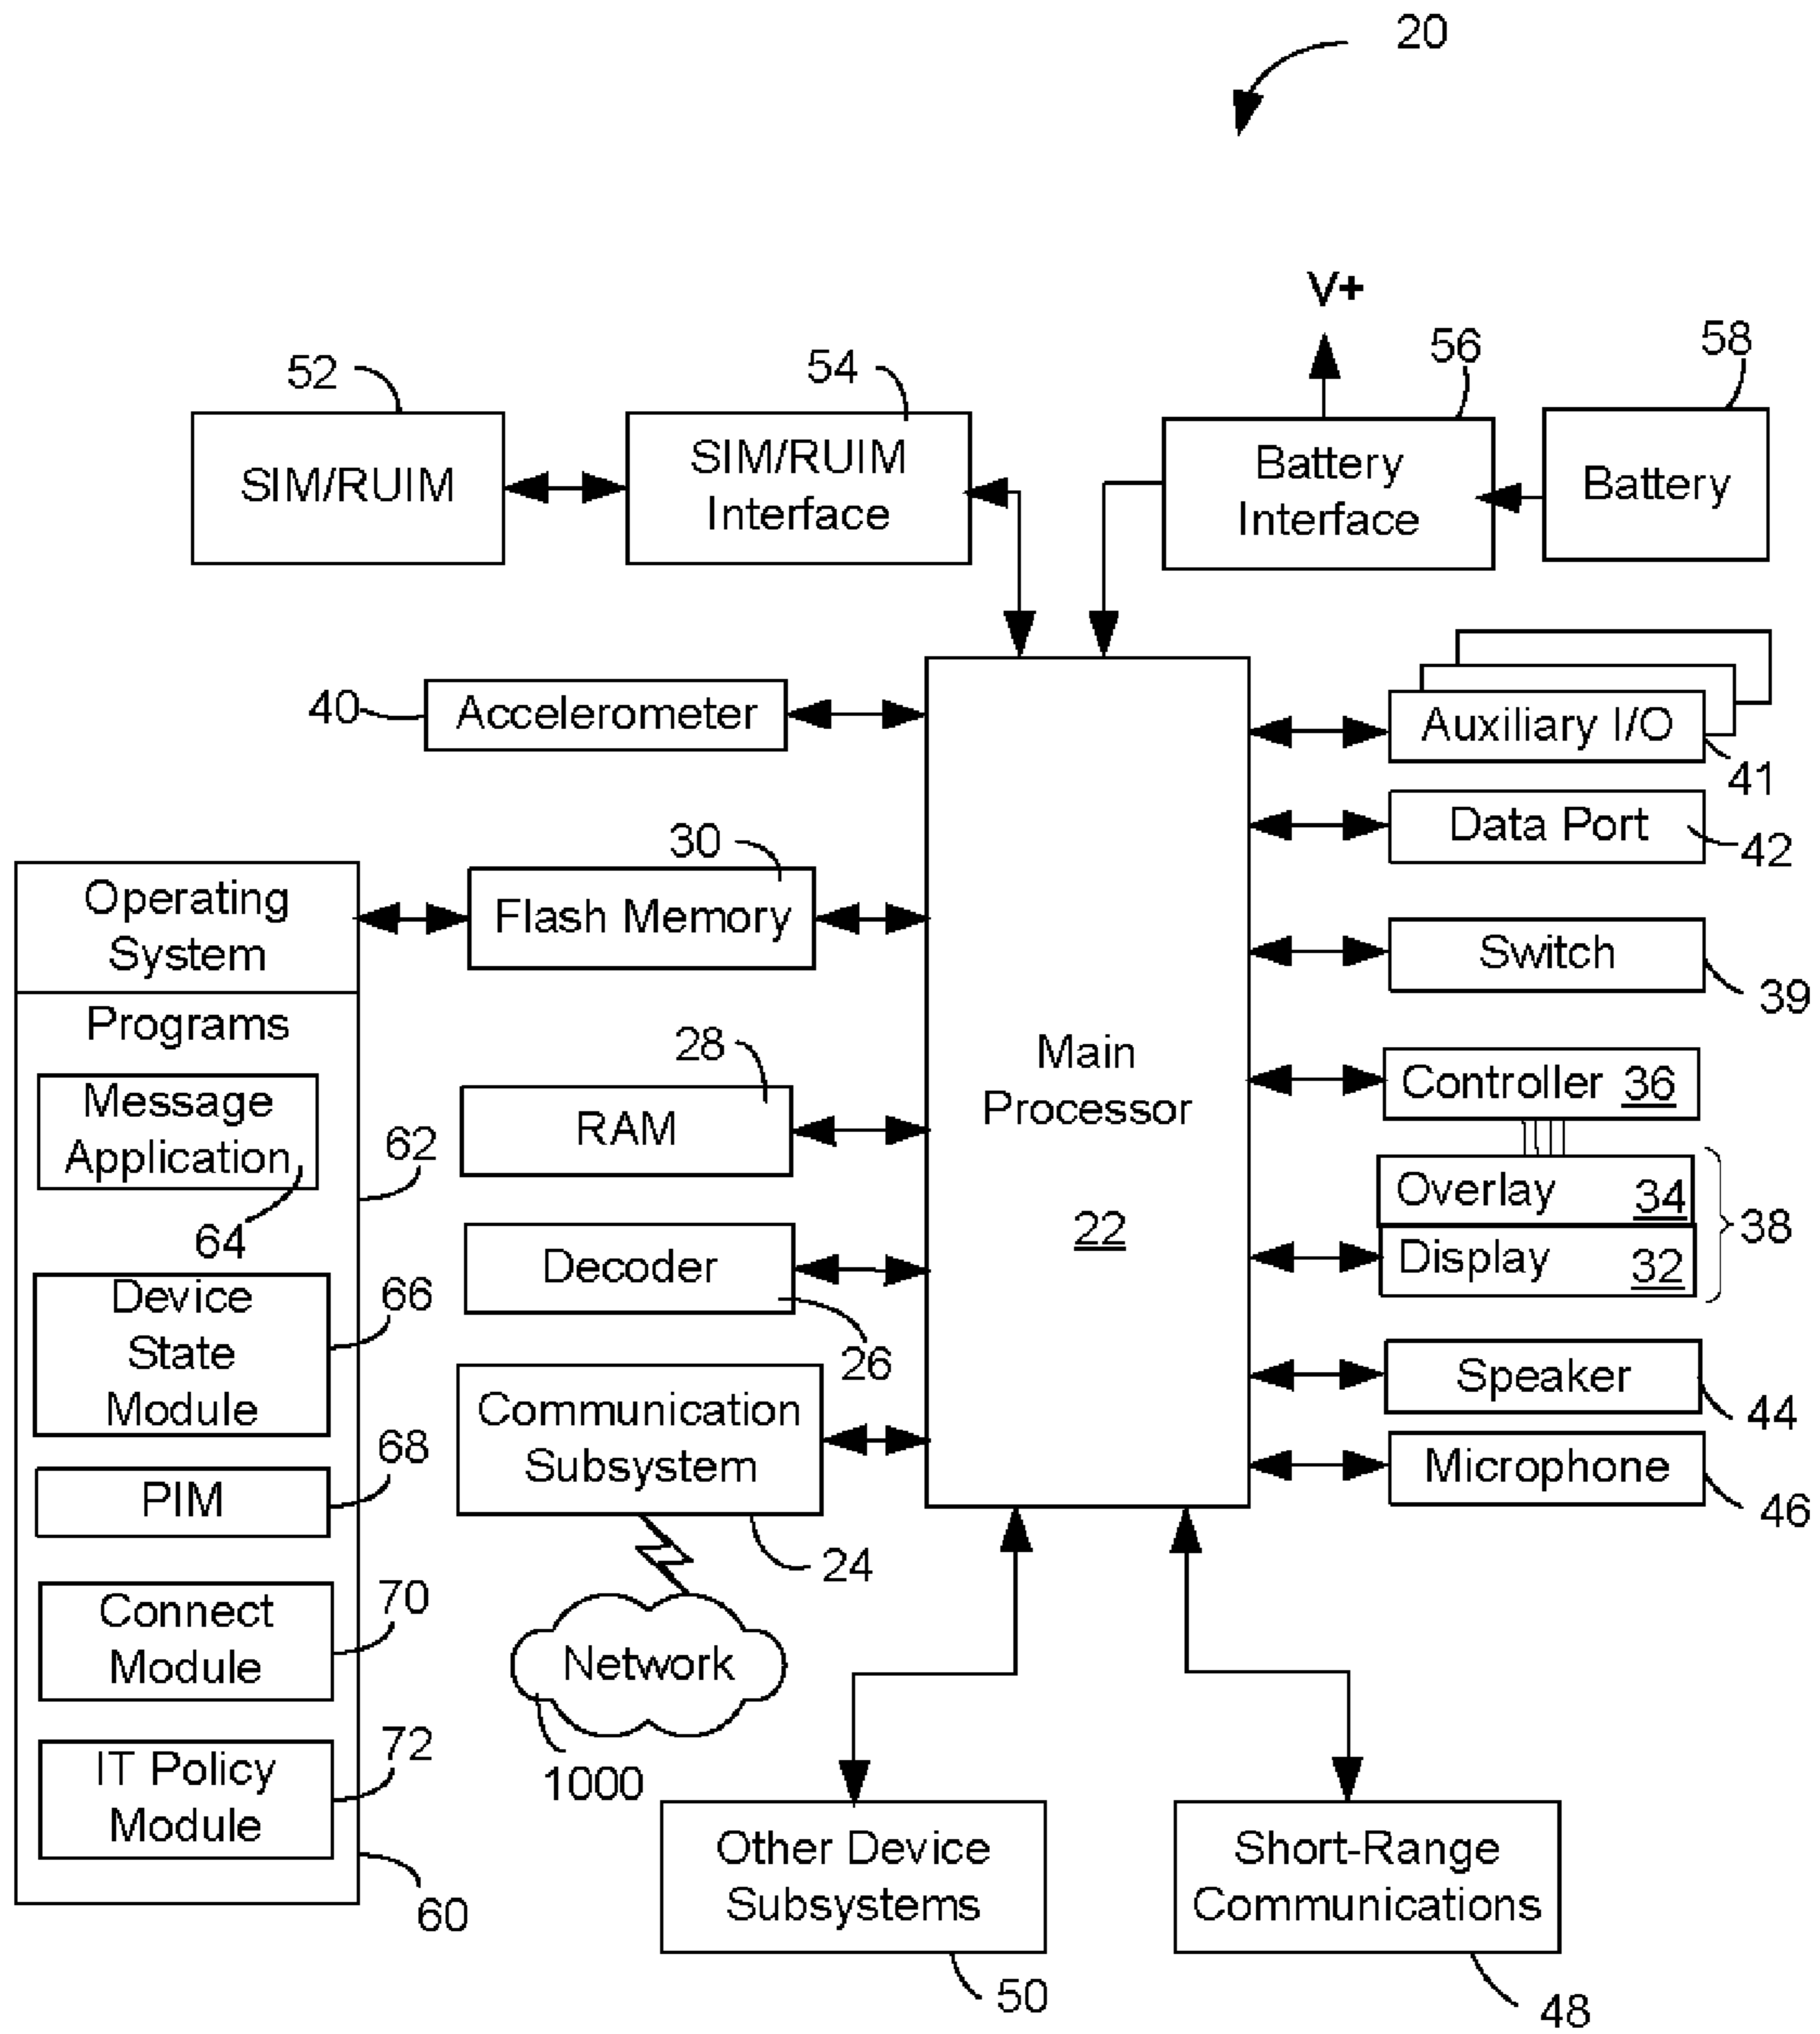 20
V+
52
54
56
58
SIM/RUIM
SIM/RUIM
Interface
Battery
Interface
Battery
40
Accelerometer
Auxiliary I/O
41
Data Port
42
30
Flash Memory
Operating
System
Switch
39
Programs
Message
Application
64
62
28
RAM
Main
Processor
22
Controller 36
Overlay 34
Display 32
38
Decoder
26
Device
State
Module
66
Communication
Subsystem
24
Speaker
44
Microphone
46
PIM
68
Connect
Module
70
Network
1000
IT Policy
Module
72
60
Other Device
Subsystems
50
Short-Range
Communications
48